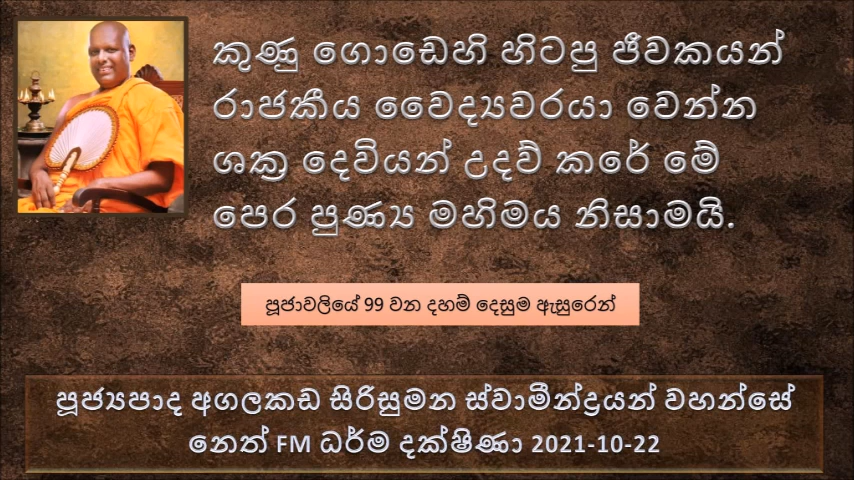 කුණු ගොඩෙහි හිටපු ජීවකයන්
රාජකීය වෛද්‍යවරයා වෙන්න
ශක්‍ර දෙවියන් උදව් කරේ මේ
පෙර පුණ්‍ය මහිමය නිසාමයි.
පූජාවලියේ 99 වන දහම් දෙසුම ඇසුරෙන්
පූජ්‍යපාද අගලකඩ සිරිසුමන ස්වාමීන්ද්‍රයන් වහන්සේ
නෙත් FM ධර්ම දක්ෂිණා 2021-10-22